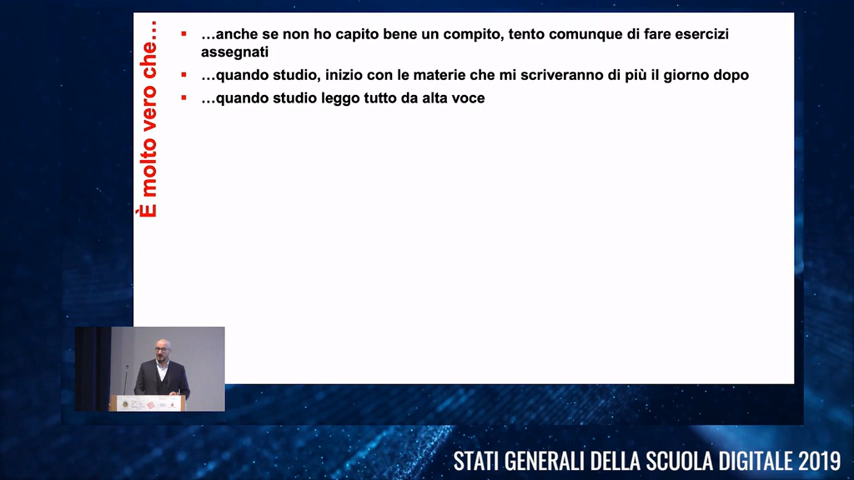 È molto vero che...
...anche se non ho capito bene un compito, tento comunque di fare esercizi
assegnati
...quando studio, inizio con le materie che mi scriveranno di più il giorno dopo
...quando studio leggo tutto da alta voce
STATI GENERALI DELLA SCUOLA DIGITALE 2019